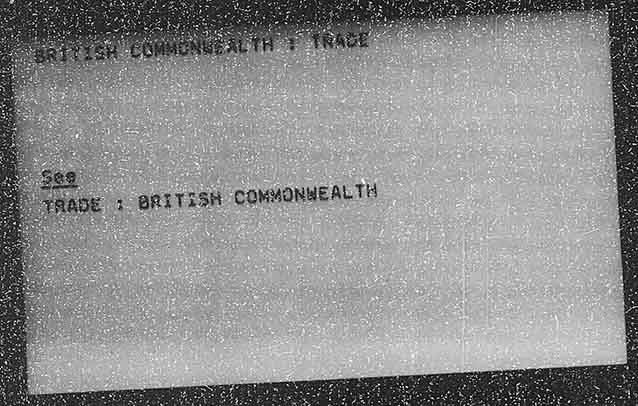 BRITISH COMMONWEALTH : TRADE
See
TRADE : BRITISH COMMONWEALTH